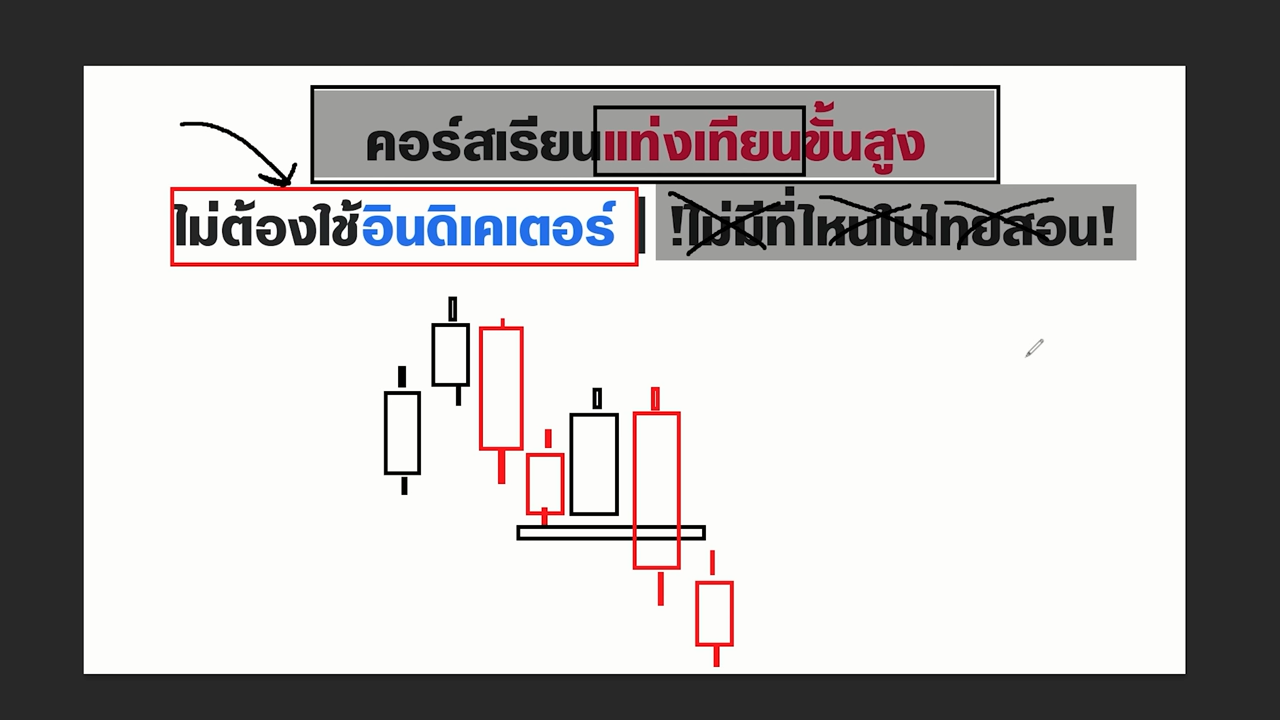 คอร์สเรียนแท่งเทียนขั้นสูง
ไม่ต้องใช้อินดิเคเตอร์ | !ไม่มีที่ไหนในไทยสอน!